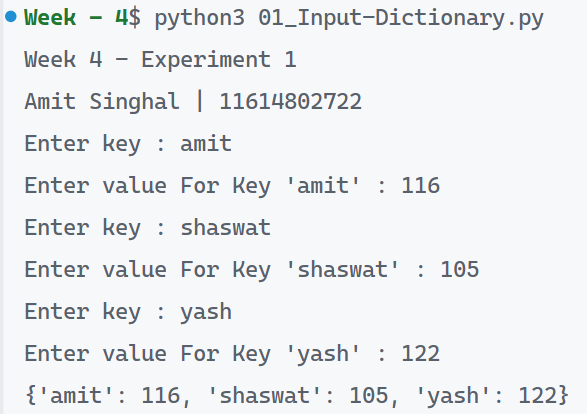 Week - 4$ python3 01_Input-Dictionary.py
Week 4 - Experiment 1
Amit Singhal | 11614802722
Enter key : amit
Enter value For Key 'amit' : 116
Enter key : shaswat
Enter value For Key 'shaswat' : 105
Enter key : yash
Enter value For Key 'yash' : 122
{'amit': 116, 'shaswat': 105, 'yash': 122}